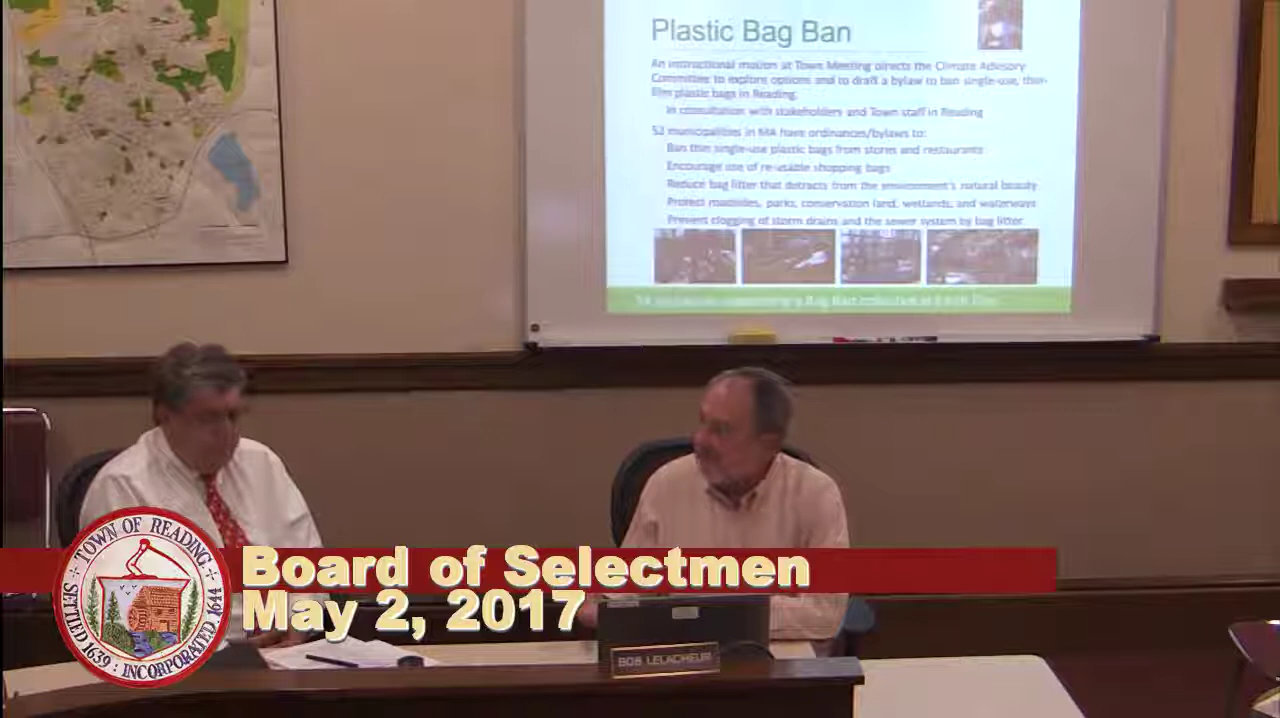 Plastic Bag Ban
An instructional motion at Town Meeting directs the Climate Advisory
Committee to explore options and to draft a bylaw to ban single-use, thin-
film plastic bags in Reading.
In consultation with stakeholders and Town staff in Reading
52 municipalities in MA have ordinances/bylaws to:
Ban thin single-use plastic bags from stores and restaurants
Encourage use of re-usable shopping bags
Reduce bag litter that detracts from the environment's natural beauty
Protect roadsides, parks, conservation land, wetlands, and waterways
Prevent clogging of storm drains and the sewer system by bag litter
Bag Ban
TOWN OF READING
SETTLED 1639 : INCORPORATED 1644
Board of Selectmen
May 2, 2017
BOB LELACHEUR